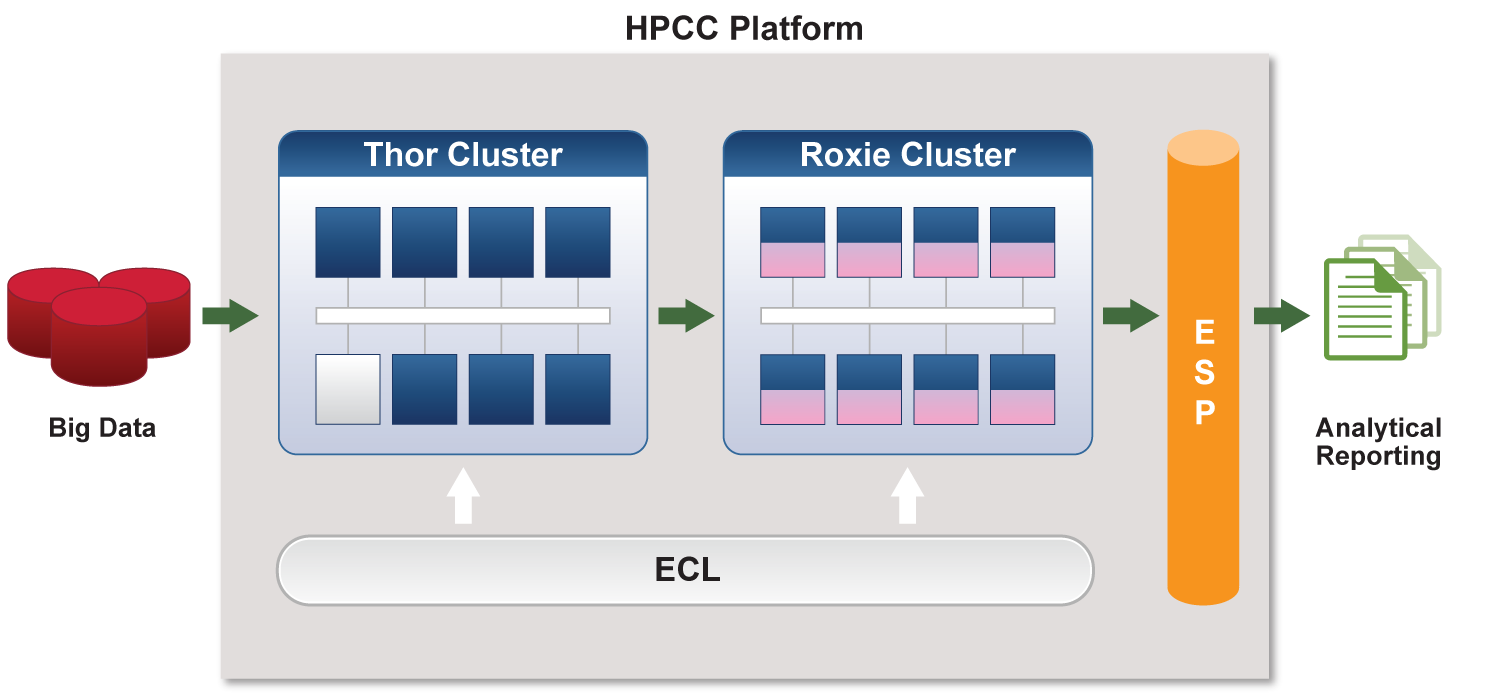 HPCC Platform
Thor Cluster
Roxie Cluster
E
S
P
Big Data
Analytical
Reporting
ECL